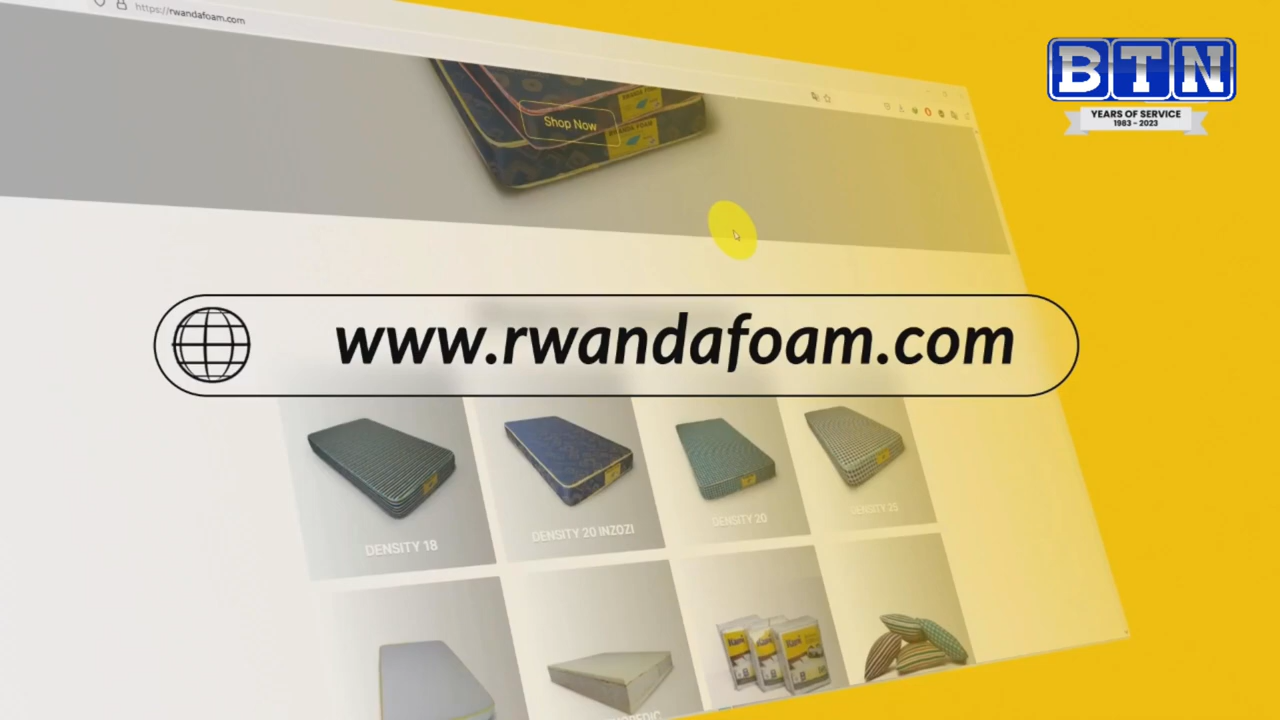 https://rwandafoam.com
BTN
YEARS OF SERVICE
1983 - 2023
Shop Now
www.rwandafoam.com
DENSITY 18
DENSITY 20 INZOZI
DENSITY 20
DENSITY 25